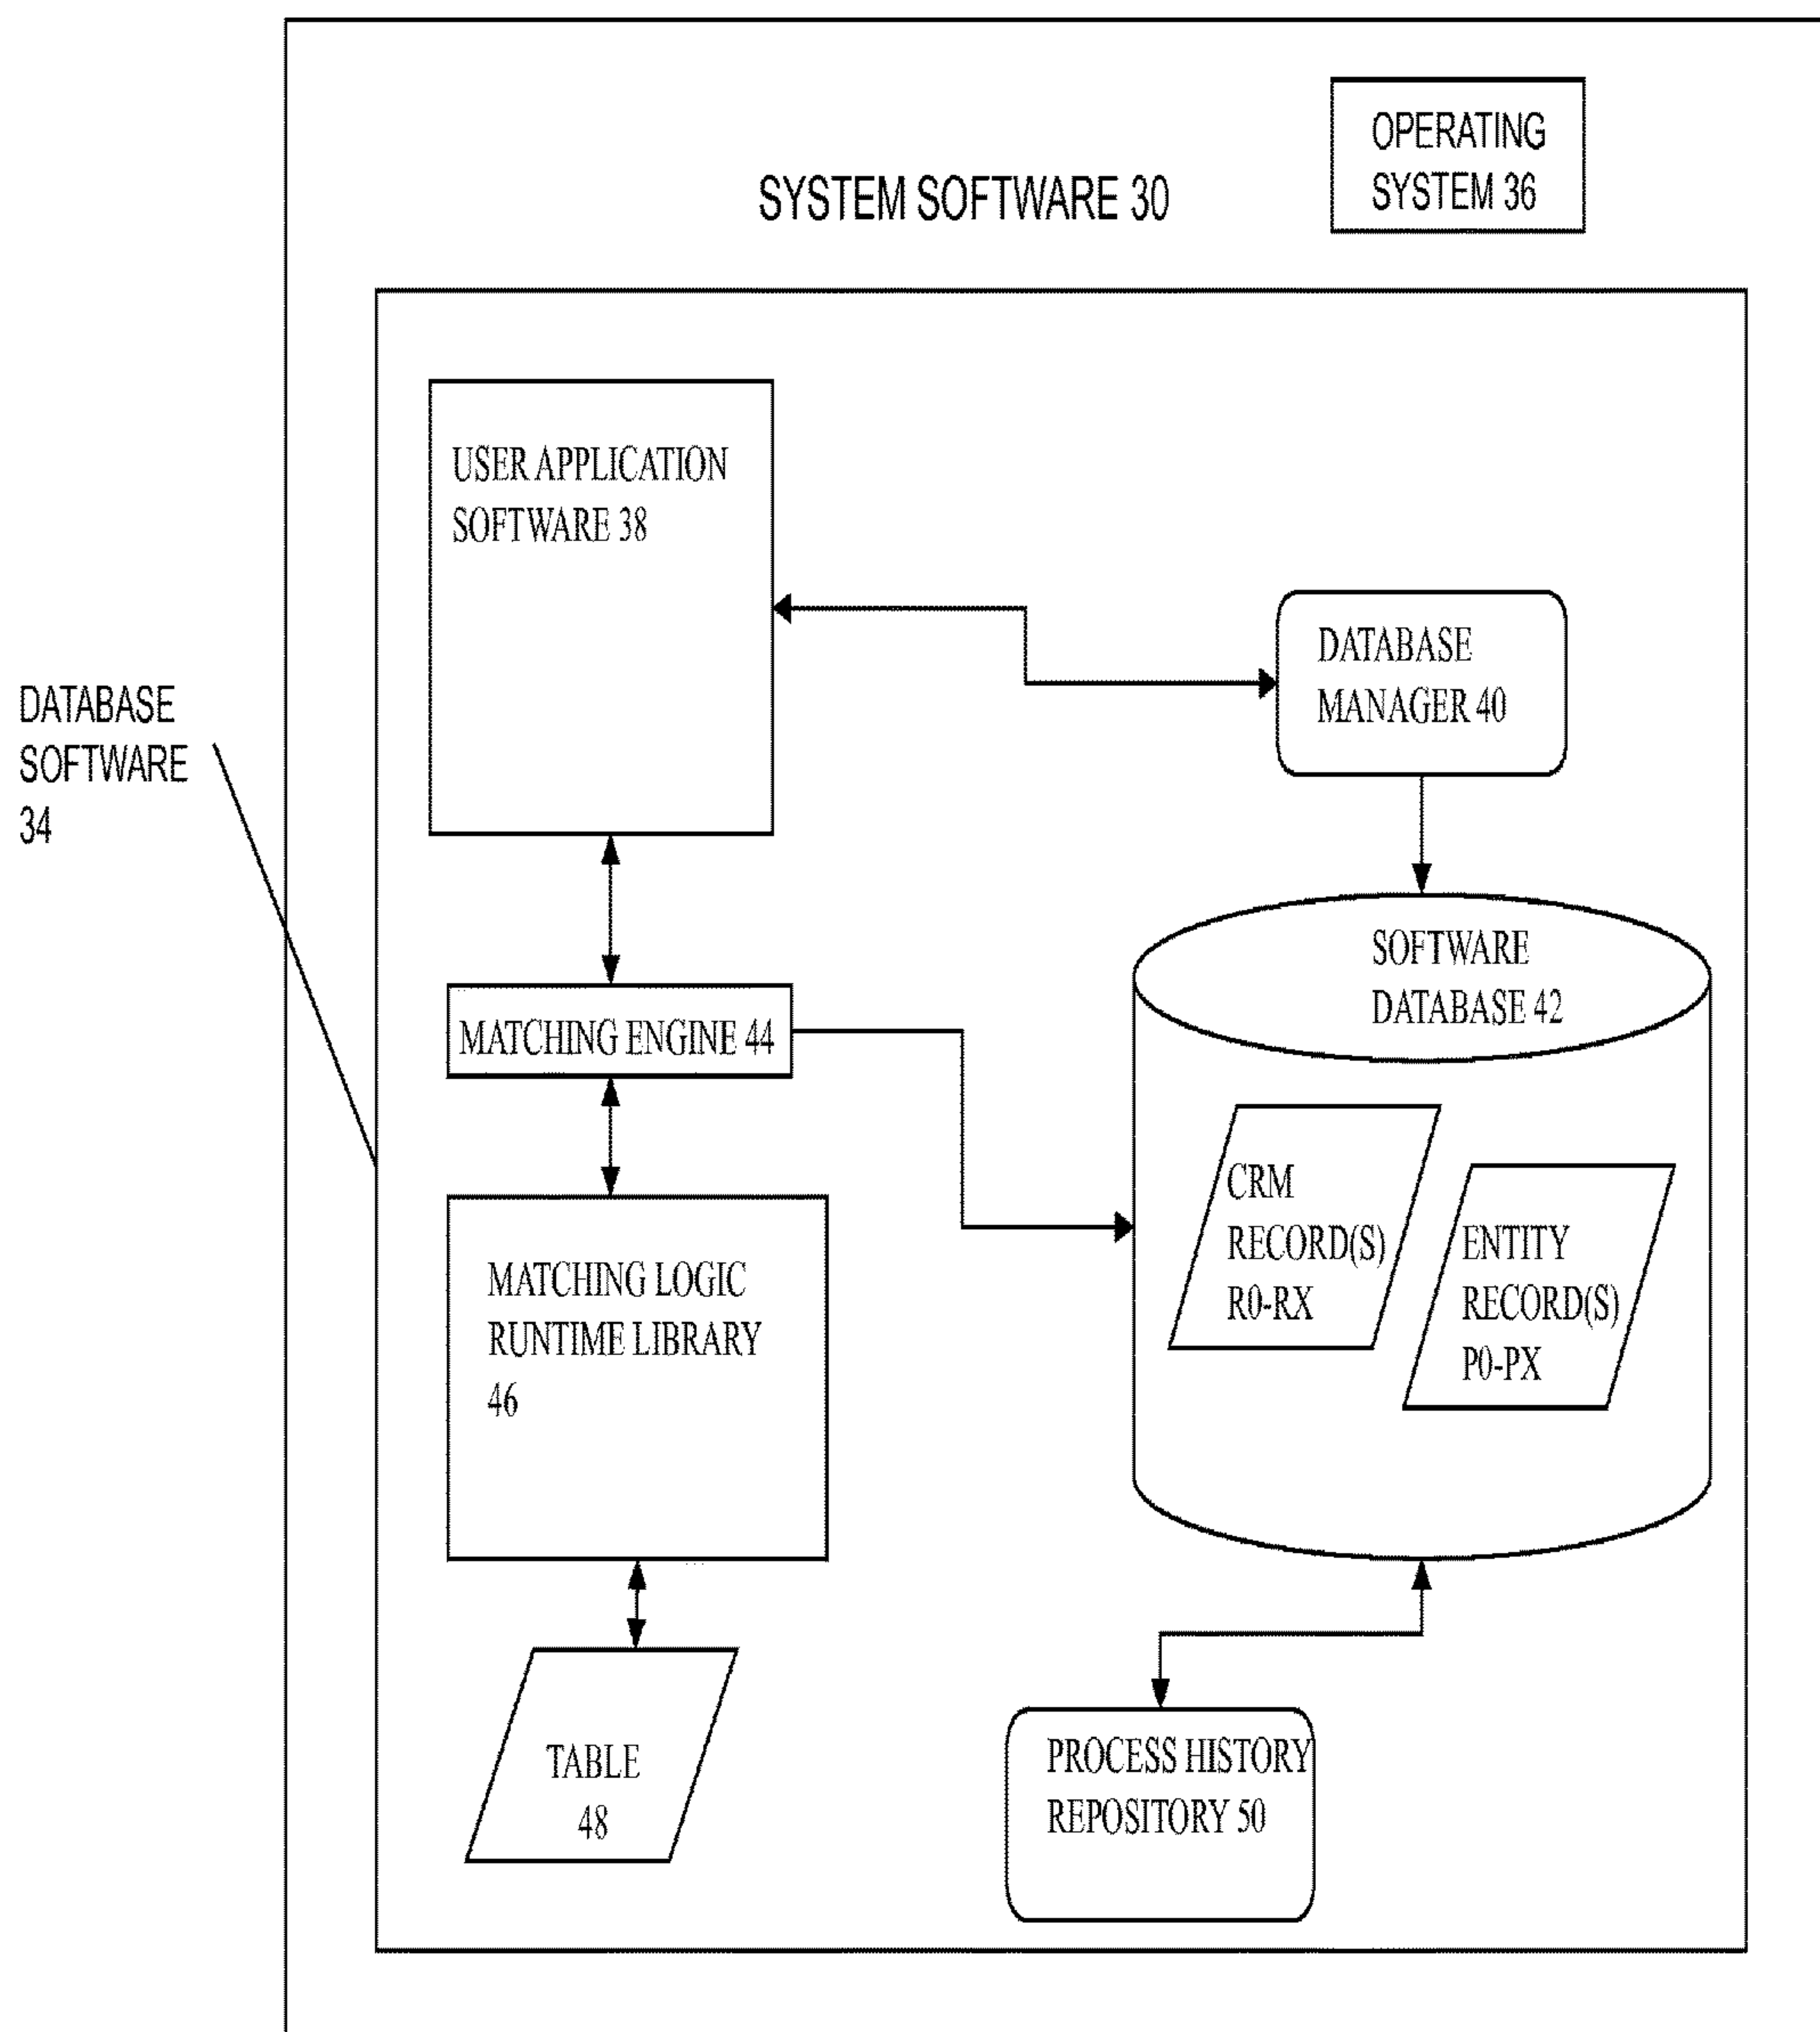 OPERATING
SYSTEM 36
SYSTEM SOFTWARE 30
USER APPLICATION
SOFTWARE 38
DATABASE
MANAGER 40
DATABASE
SOFTWARE
34
SOFTWARE
DATABASE 42
MATCHING ENGINE 44
CRM
RECORD(S)
R0-RX
ENTITY
RECORD(S)
P0-PX
MATCHING LOGIC
RUNTIME LIBRARY
46
TABLE
48
PROCESS HISTORY
REPOSITORY 50